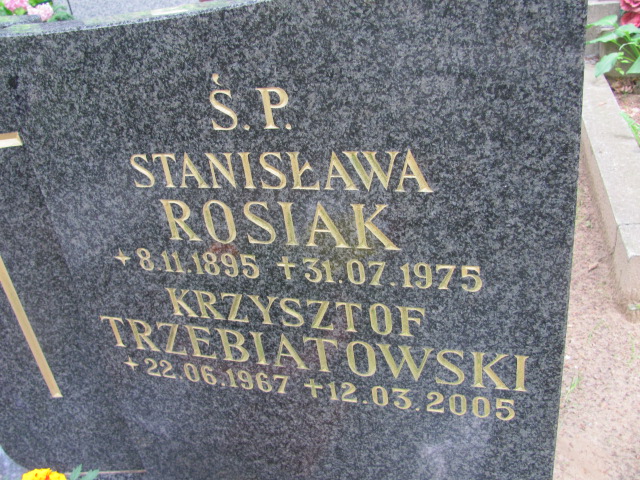 Ś.P.
STANISŁAWA
ROSIAK
+8.11.1895 +31.07.1975
KRZYSZTOF
TRZEBIATOWSKI
+22.06.1967 +12.03.2005